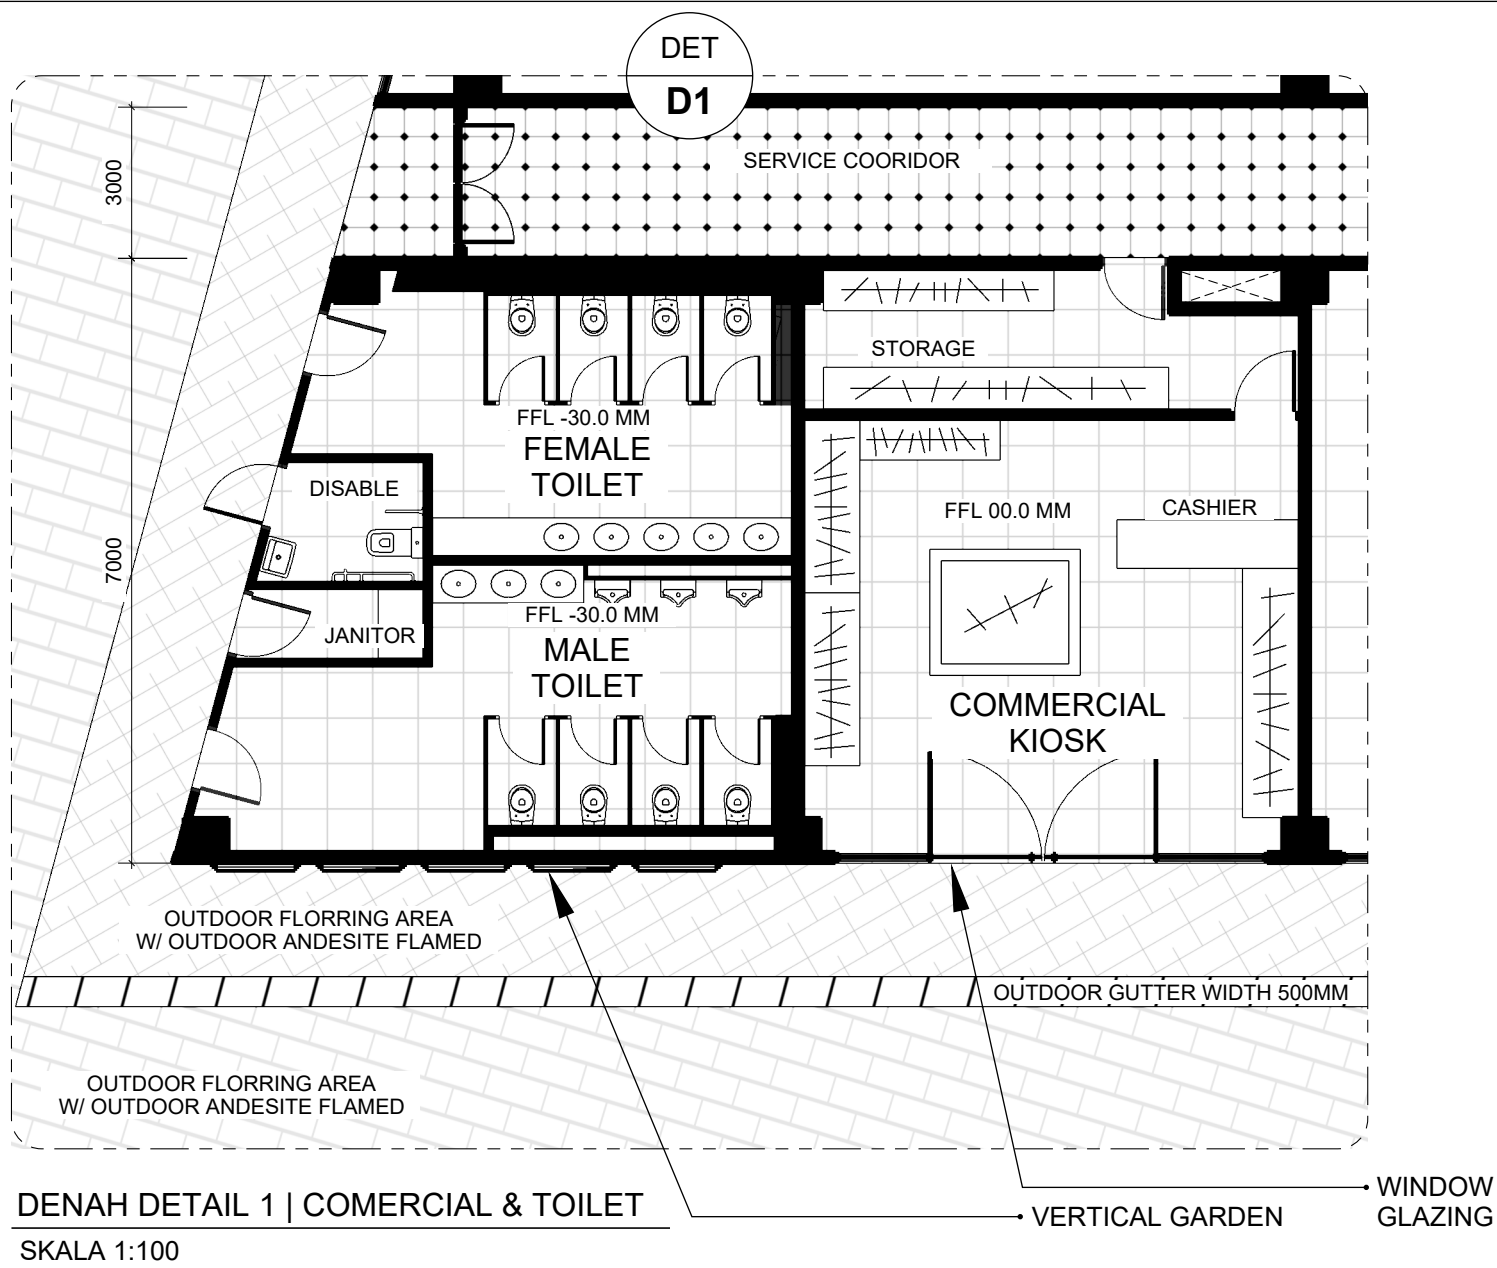 DET
D1
SERVICE COORIDOR
3000
STORAGE
FFL -30.0 MM
FEMALE
TOILET
DISABLE
FFL 00.0 MM
CASHIER
7000
FFL -30.0 MM
JANITOR
MALE
TOILET
COMMERCIAL
KIOSK
OUTDOOR FLORRING AREA
W/ OUTDOOR ANDESITE FLAMED
OUTDOOR GUTTER WIDTH 500MM
OUTDOOR FLORRING AREA
W/ OUTDOOR ANDESITE FLAMED
WINDOW
GLAZING
VERTICAL GARDEN
DENAH DETAIL 1 | COMERCIAL & TOILET
SKALA 1:100